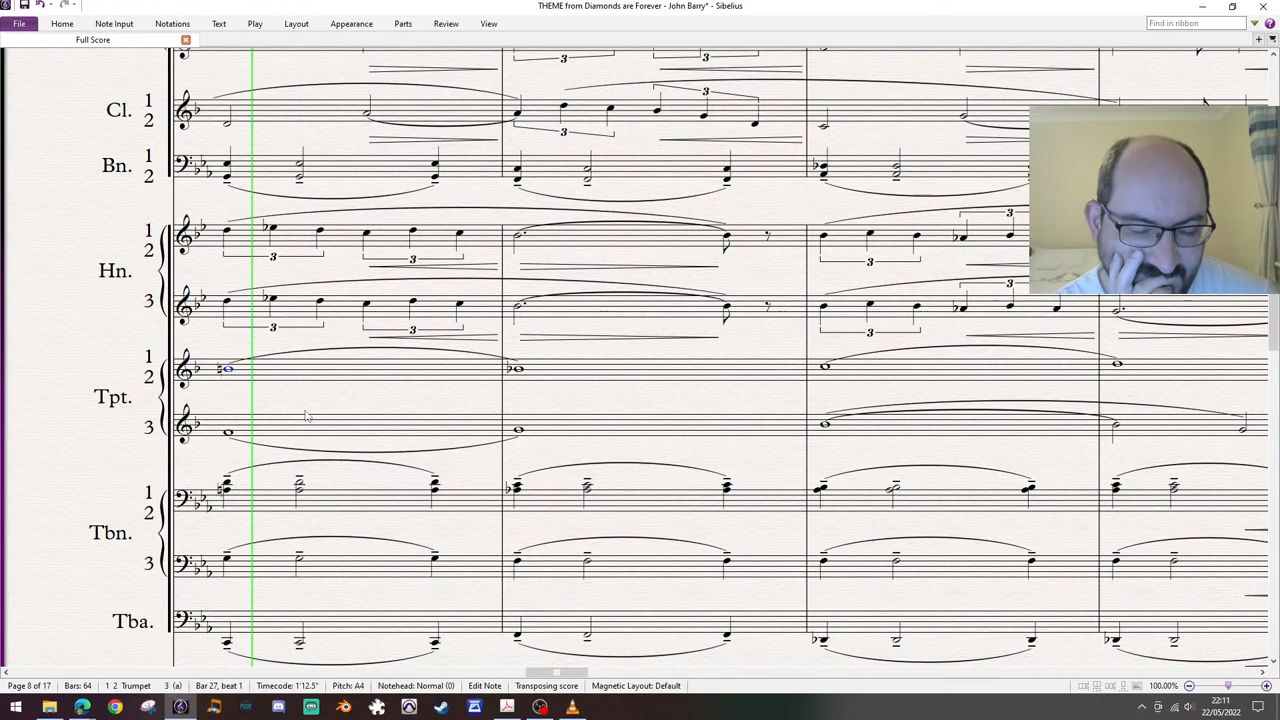 THEME from Diamonds are Forever - John Barry* - Sibelius
File Home Note Input Notations Text Play Layout Appearance Parts Review View
Find in ribbon
Full Score
3 3
Cl. 1 2
3 3
Bn. 1 2
Hn. 1 2
3 3 3 3
3
3 3 3 3
Tpt. 1 2
3
Tbn. 1 2
3
Tba.
Page 8 of 17 Bars: 64 1 2 Trumpet 3 (a) Bar 27, beat 1 Timecode: 1'12.5" Pitch: A4 Notehead: Normal (0) Edit Note Transposing score Magnetic Layout: Default 100.00%
22:11
22/05/2022